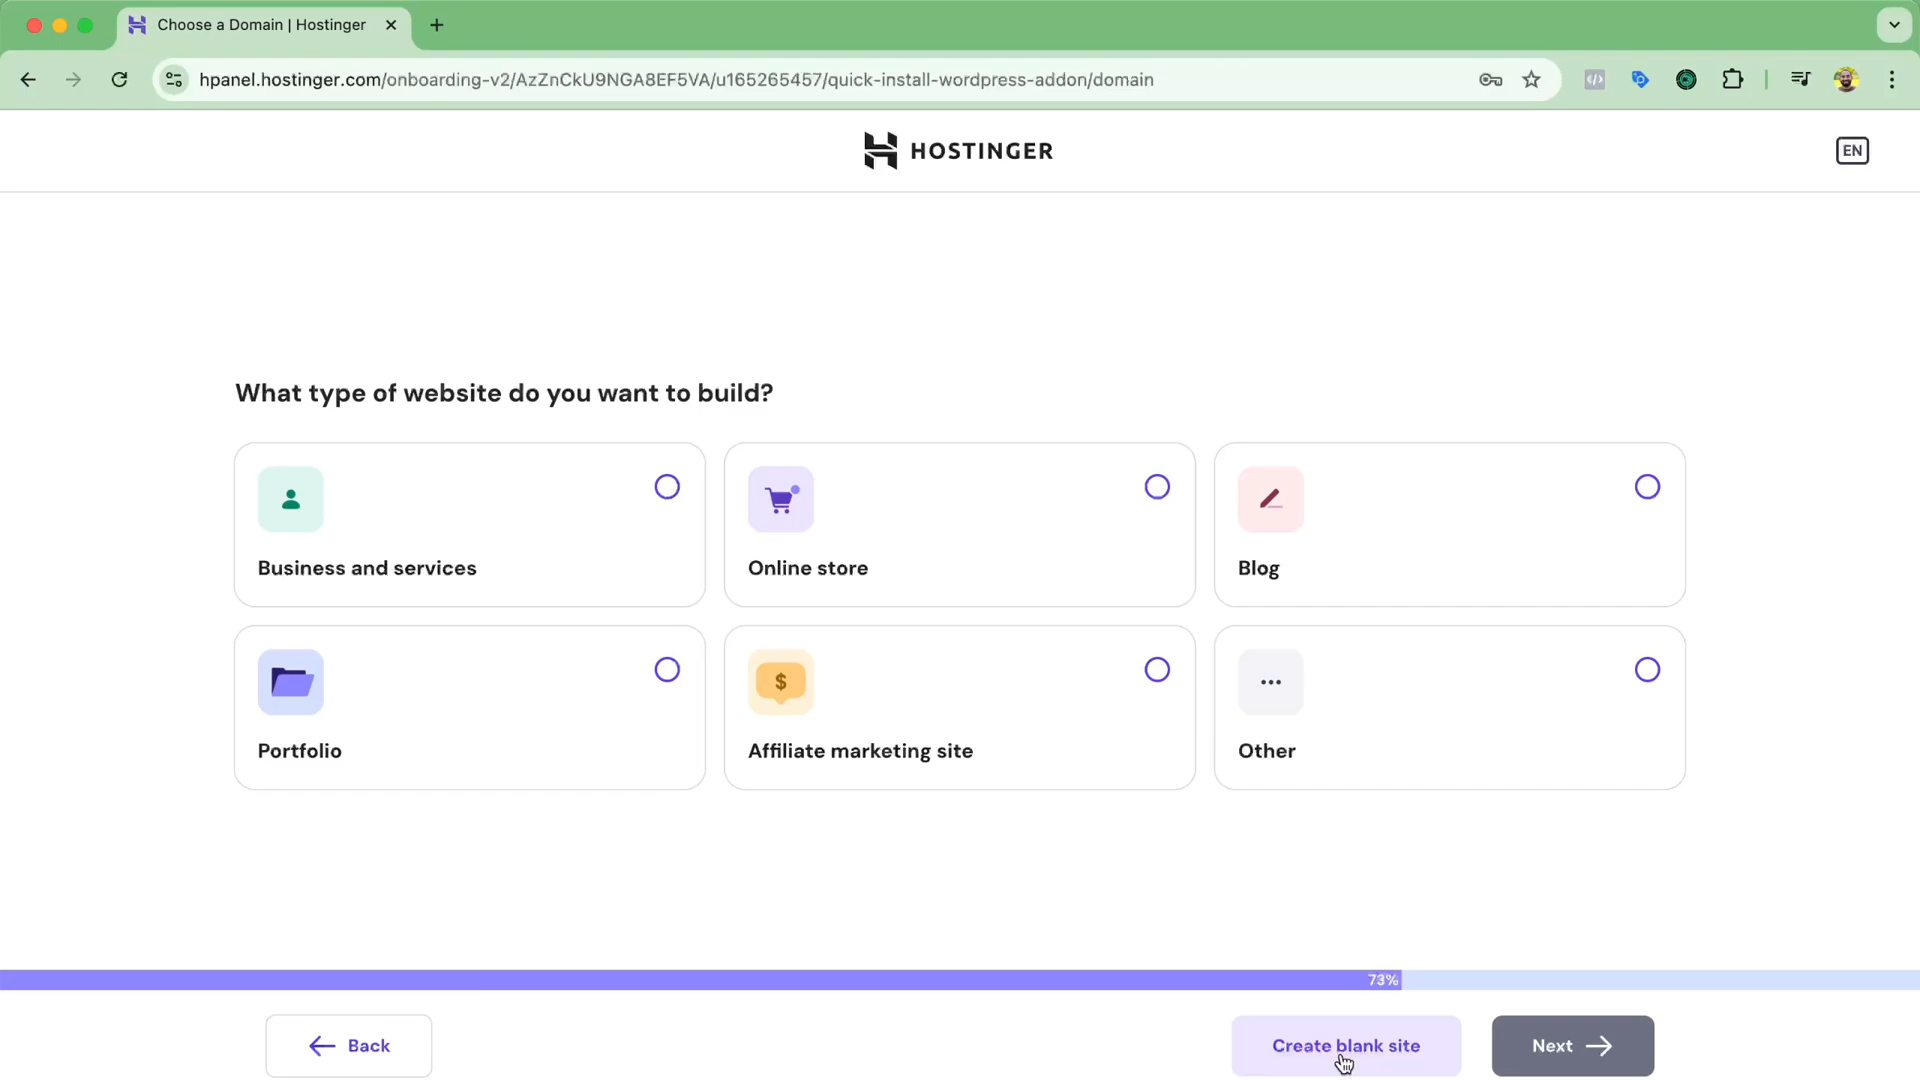 Choose a Domain | Hostinger
hpanel.hostinger.com/onboarding-v2/AzZnCkU9NGA8EF5VA/u165265457/quick-install-wordpress-addon/domain
HOSTINGER
EN
What type of website do you want to build?
Business and services
Online store
Blog
$
Portfolio
Affiliate marketing site
Other
73%
Back
Create blank site
Next